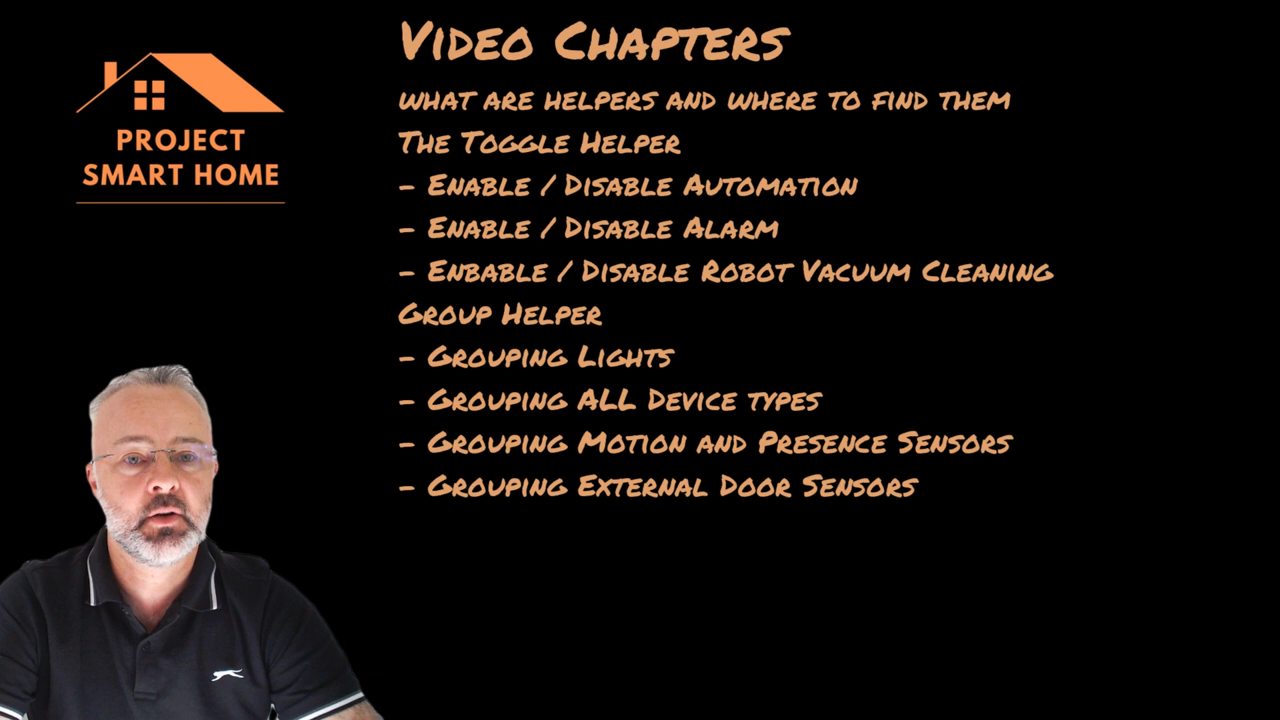 PROJECT
SMART HOME
Video Chapters
what are helpers and where to find them
The Toggle Helper
- Enable / Disable Automation
- Enable / Disable Alarm
- Enbable / Disable Robot Vacuum Cleaning
Group Helper
- Grouping Lights
- Grouping ALL Device types
- Grouping Motion and Presence Sensors
- Grouping External Door Sensors